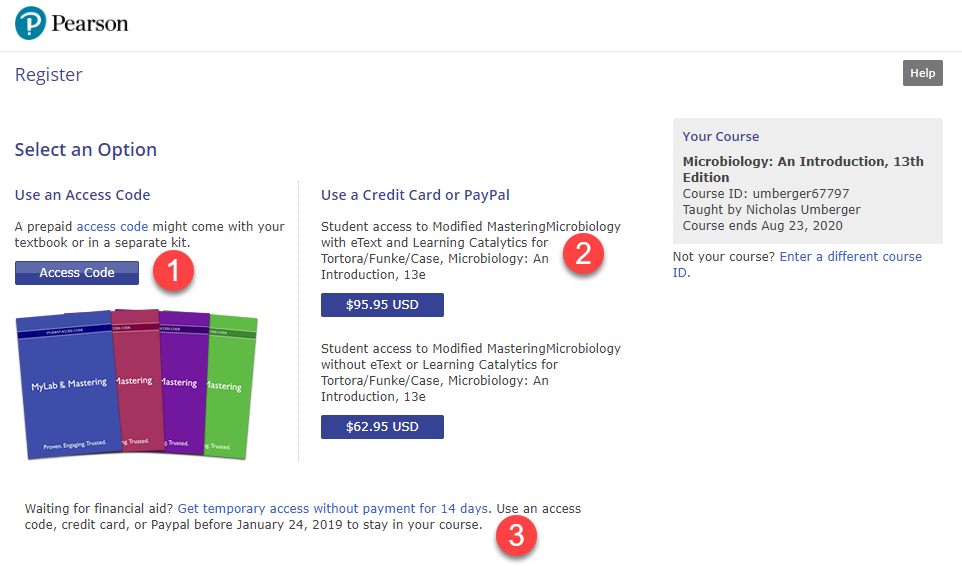 Pearson
Register
Help
Select an Option
Use an Access Code
A prepaid access code might come with your
textbook or in a separate kit.
Access Code
1
STUDENT ACCESS CODE
MyLab & Mastering
Proven. Engaging. Trusted.
Mastering
Mastering
Mastering
Use a Credit Card or PayPal
Student access to Modified MasteringMicrobiology
with eText and Learning Catalytics for
Tortora/Funke/Case, Microbiology: An
Introduction, 13e
2
$95.95 USD
Student access to Modified MasteringMicrobiology
without eText or Learning Catalytics for
Tortora/Funke/Case, Microbiology: An
Introduction, 13e
$62.95 USD
Your Course
Microbiology: An Introduction, 13th
Edition
Course ID: umberger67797
Taught by Nicholas Umberger
Course ends Aug 23, 2020
Not your course? Enter a different course
ID.
Waiting for financial aid? Get temporary access without payment for 14 days. Use an access
code, credit card, or Paypal before January 24, 2019 to stay in your course.
3